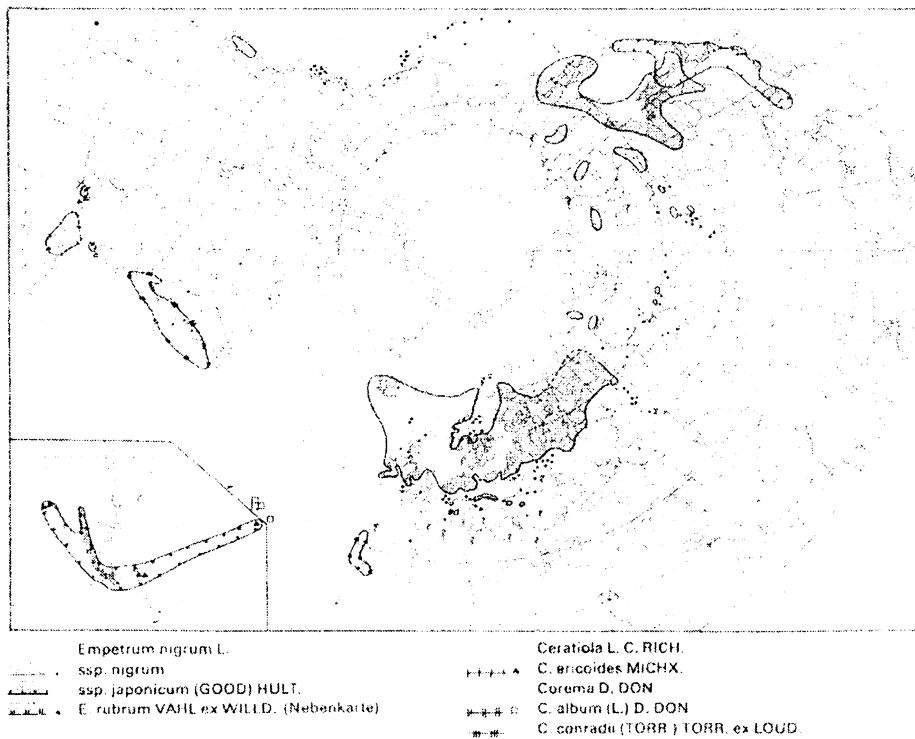 Empetrum nigrum L.
ssp. nigrum
ssp. japonicum (GOOD) HULT.
E. rubrum VAHL ex WILLD. (Nebenkarte)
Ceratiola L. C. RICH.
C. ericoides MICHX.
Corema D. DON
C. album (L.) D. DON
C. conradii (TORR.) TORR. ex LOUD.